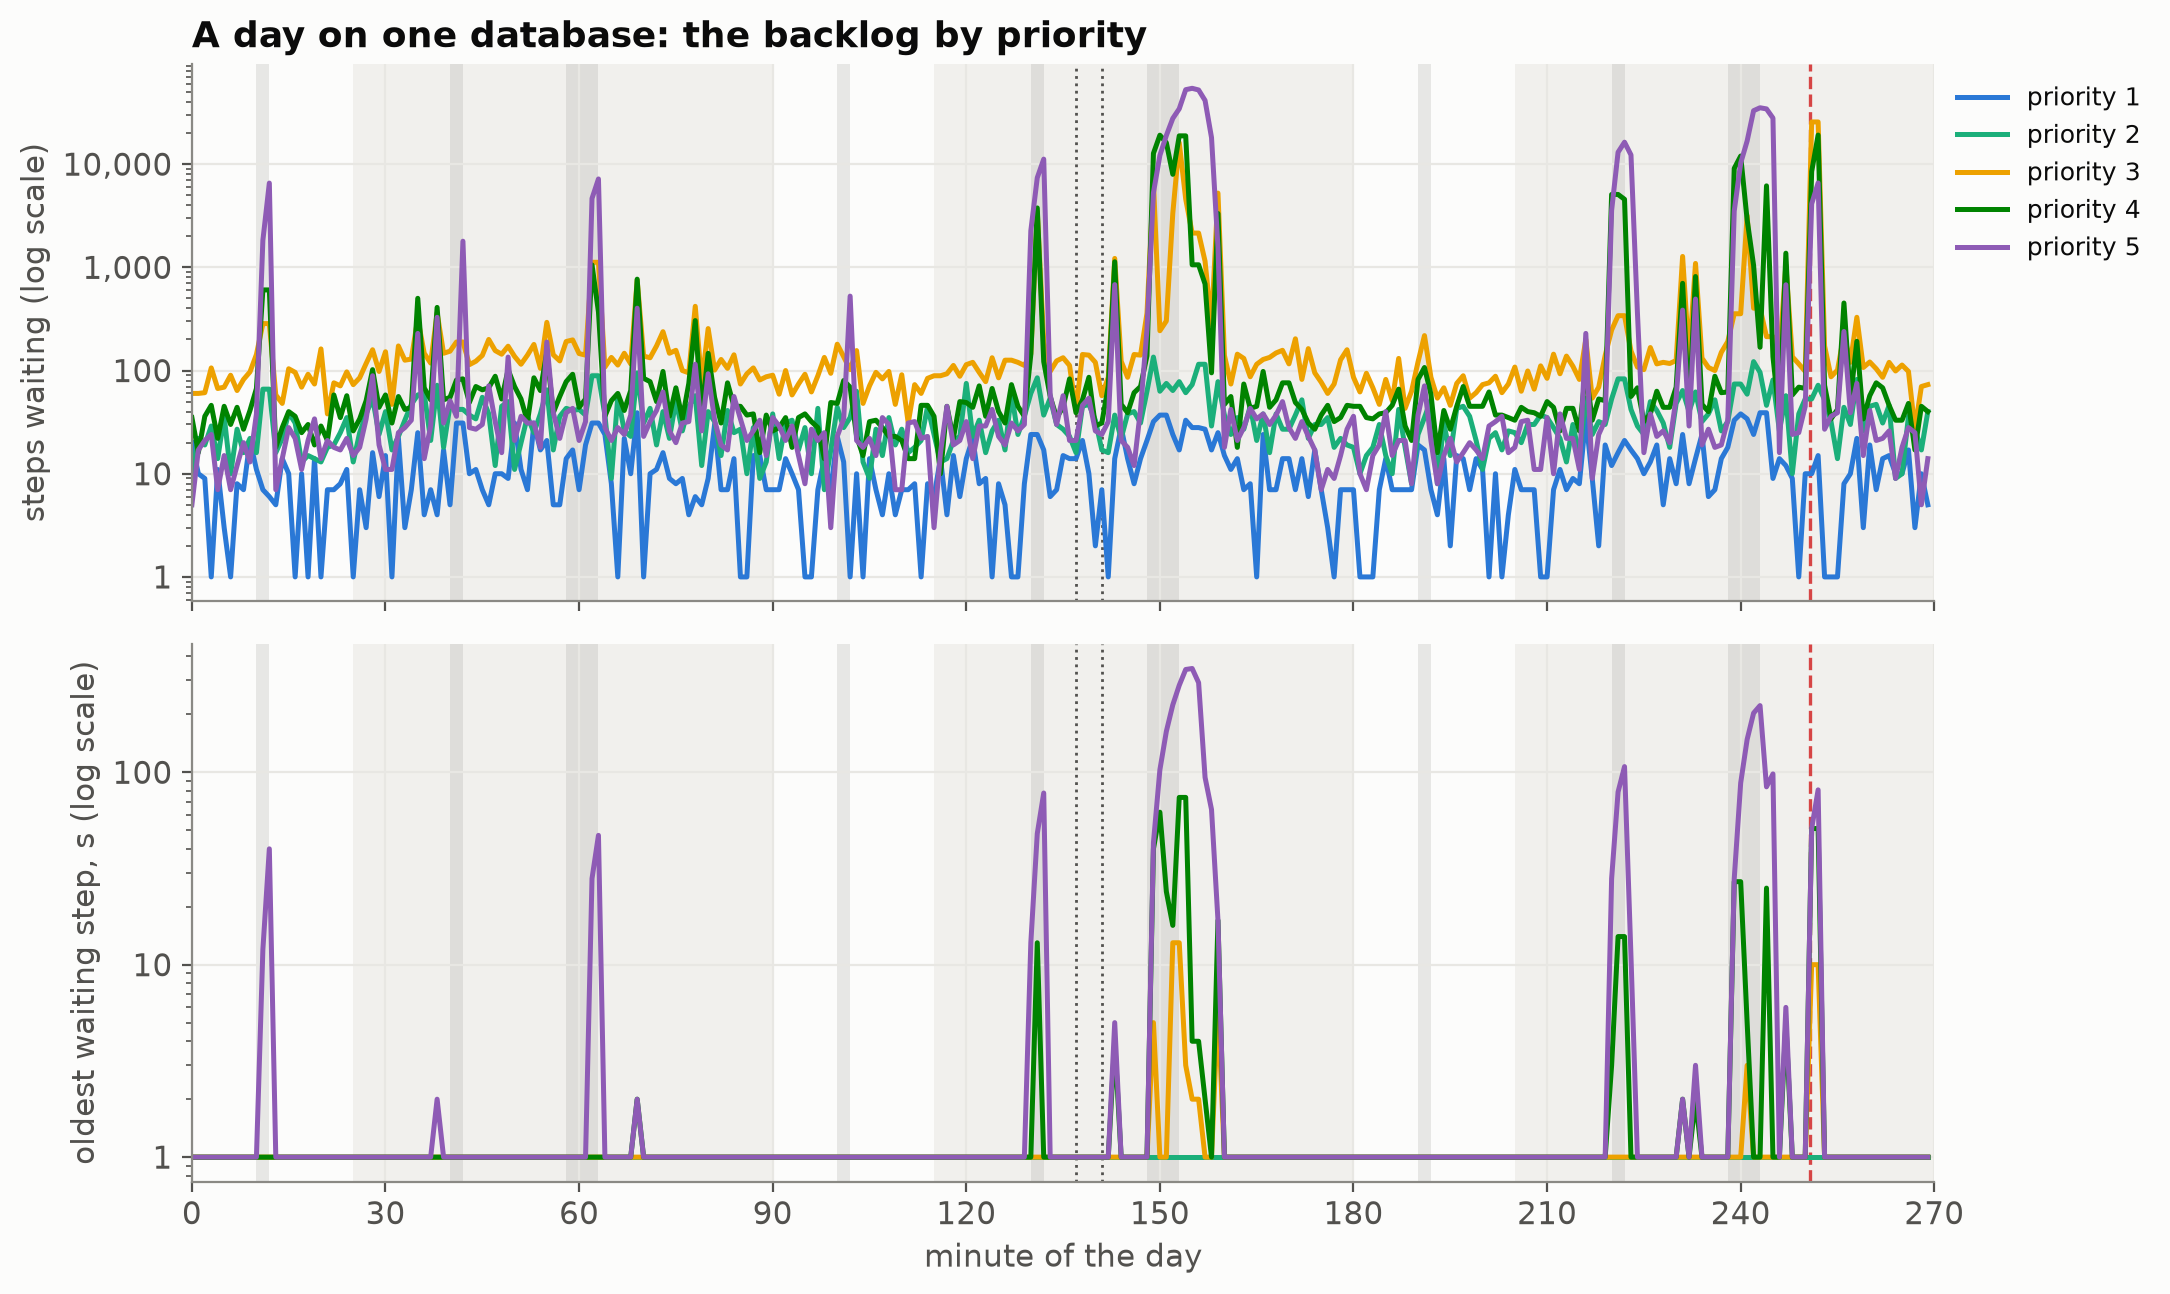 A day on one database: the backlog by priority
steps waiting (log scale)
10,000
1,000
100
10
1
priority 1
priority 2
priority 3
priority 4
priority 5
oldest waiting step, s (log scale)
100
10
1
0 30 60 90 120 150 180 210 240 270
minute of the day